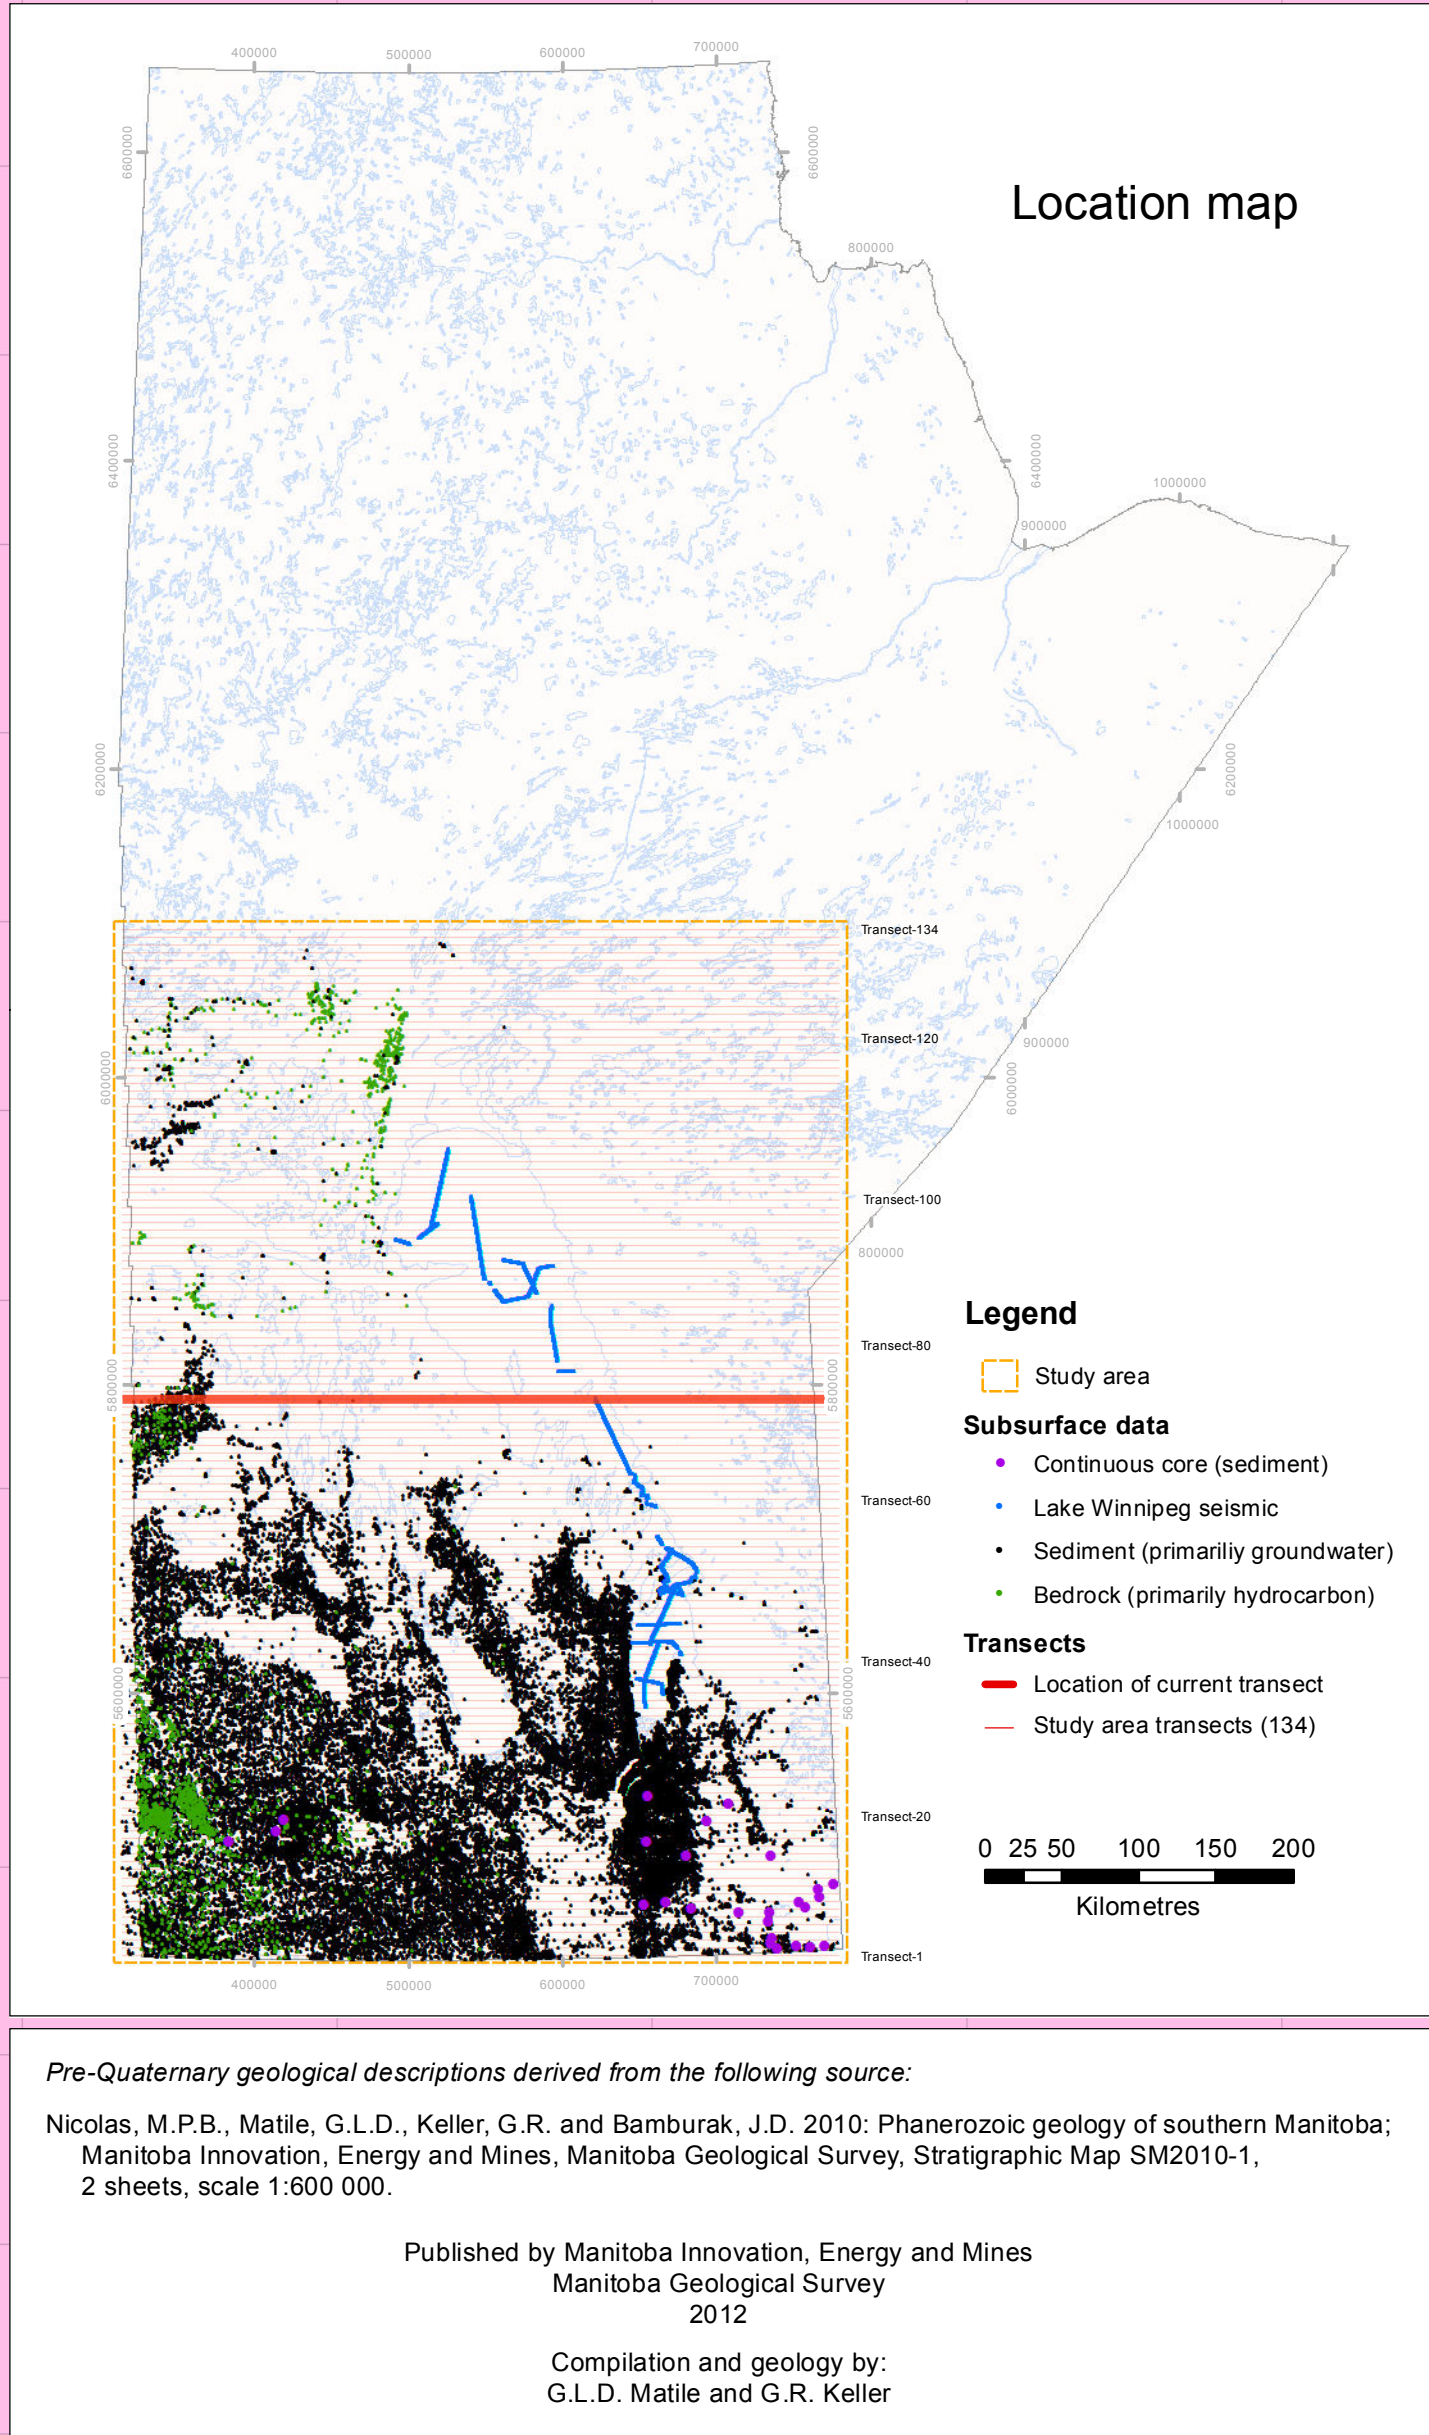 400000
500000
600000
700000
6600000
6600000
Location map
800000
6400000
6400000
1000000
900000
6200000
6200000
1000000
Transect-134
Transect-120
900000
6000000
6000000
Transect-100
800000
Legend
Transect-80
Study area
5800000
5800000
Subsurface data
Continuous core (sediment)
Transect-60
Lake Winnipeg seismic
Sediment (primariliy groundwater)
Bedrock (primarily hydrocarbon)
Transects
Transect-40
Location of current transect
5600000
5600000
Study area transects (134)
Transect-20
0 25 50 100 150 200
Kilometres
Transect-1
400000
500000
600000
700000
Pre-Quaternary geological descriptions derived from the following source:
Nicolas, M.P.B., Matile, G.L.D., Keller, G.R. and Bamburak, J.D. 2010: Phanerozoic geology of southern Manitoba;
Manitoba Innovation, Energy and Mines, Manitoba Geological Survey, Stratigraphic Map SM2010-1,
2 sheets, scale 1:600 000.
Published by Manitoba Innovation, Energy and Mines
Manitoba Geological Survey
2012
Compilation and geology by:
G.L.D. Matile and G.R. Keller